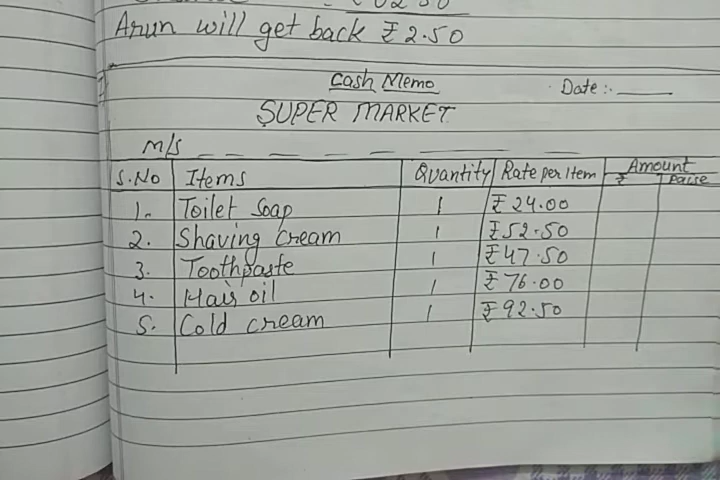 Arun will get back ₹ 2.50
Cash Memo Date:- ______
SUPER MARKET
M/S _ _ _ _ _ _ _ _
S.No Items Quantity Rate per Item Amount
₹ Paise
1. Toilet Soap 1 ₹ 24.00
2. Shaving Cream 1 ₹ 52.50
3. Toothpaste 1 ₹ 47.50
4. Hair oil 1 ₹ 76.00
5. Cold cream 1 ₹ 92.50